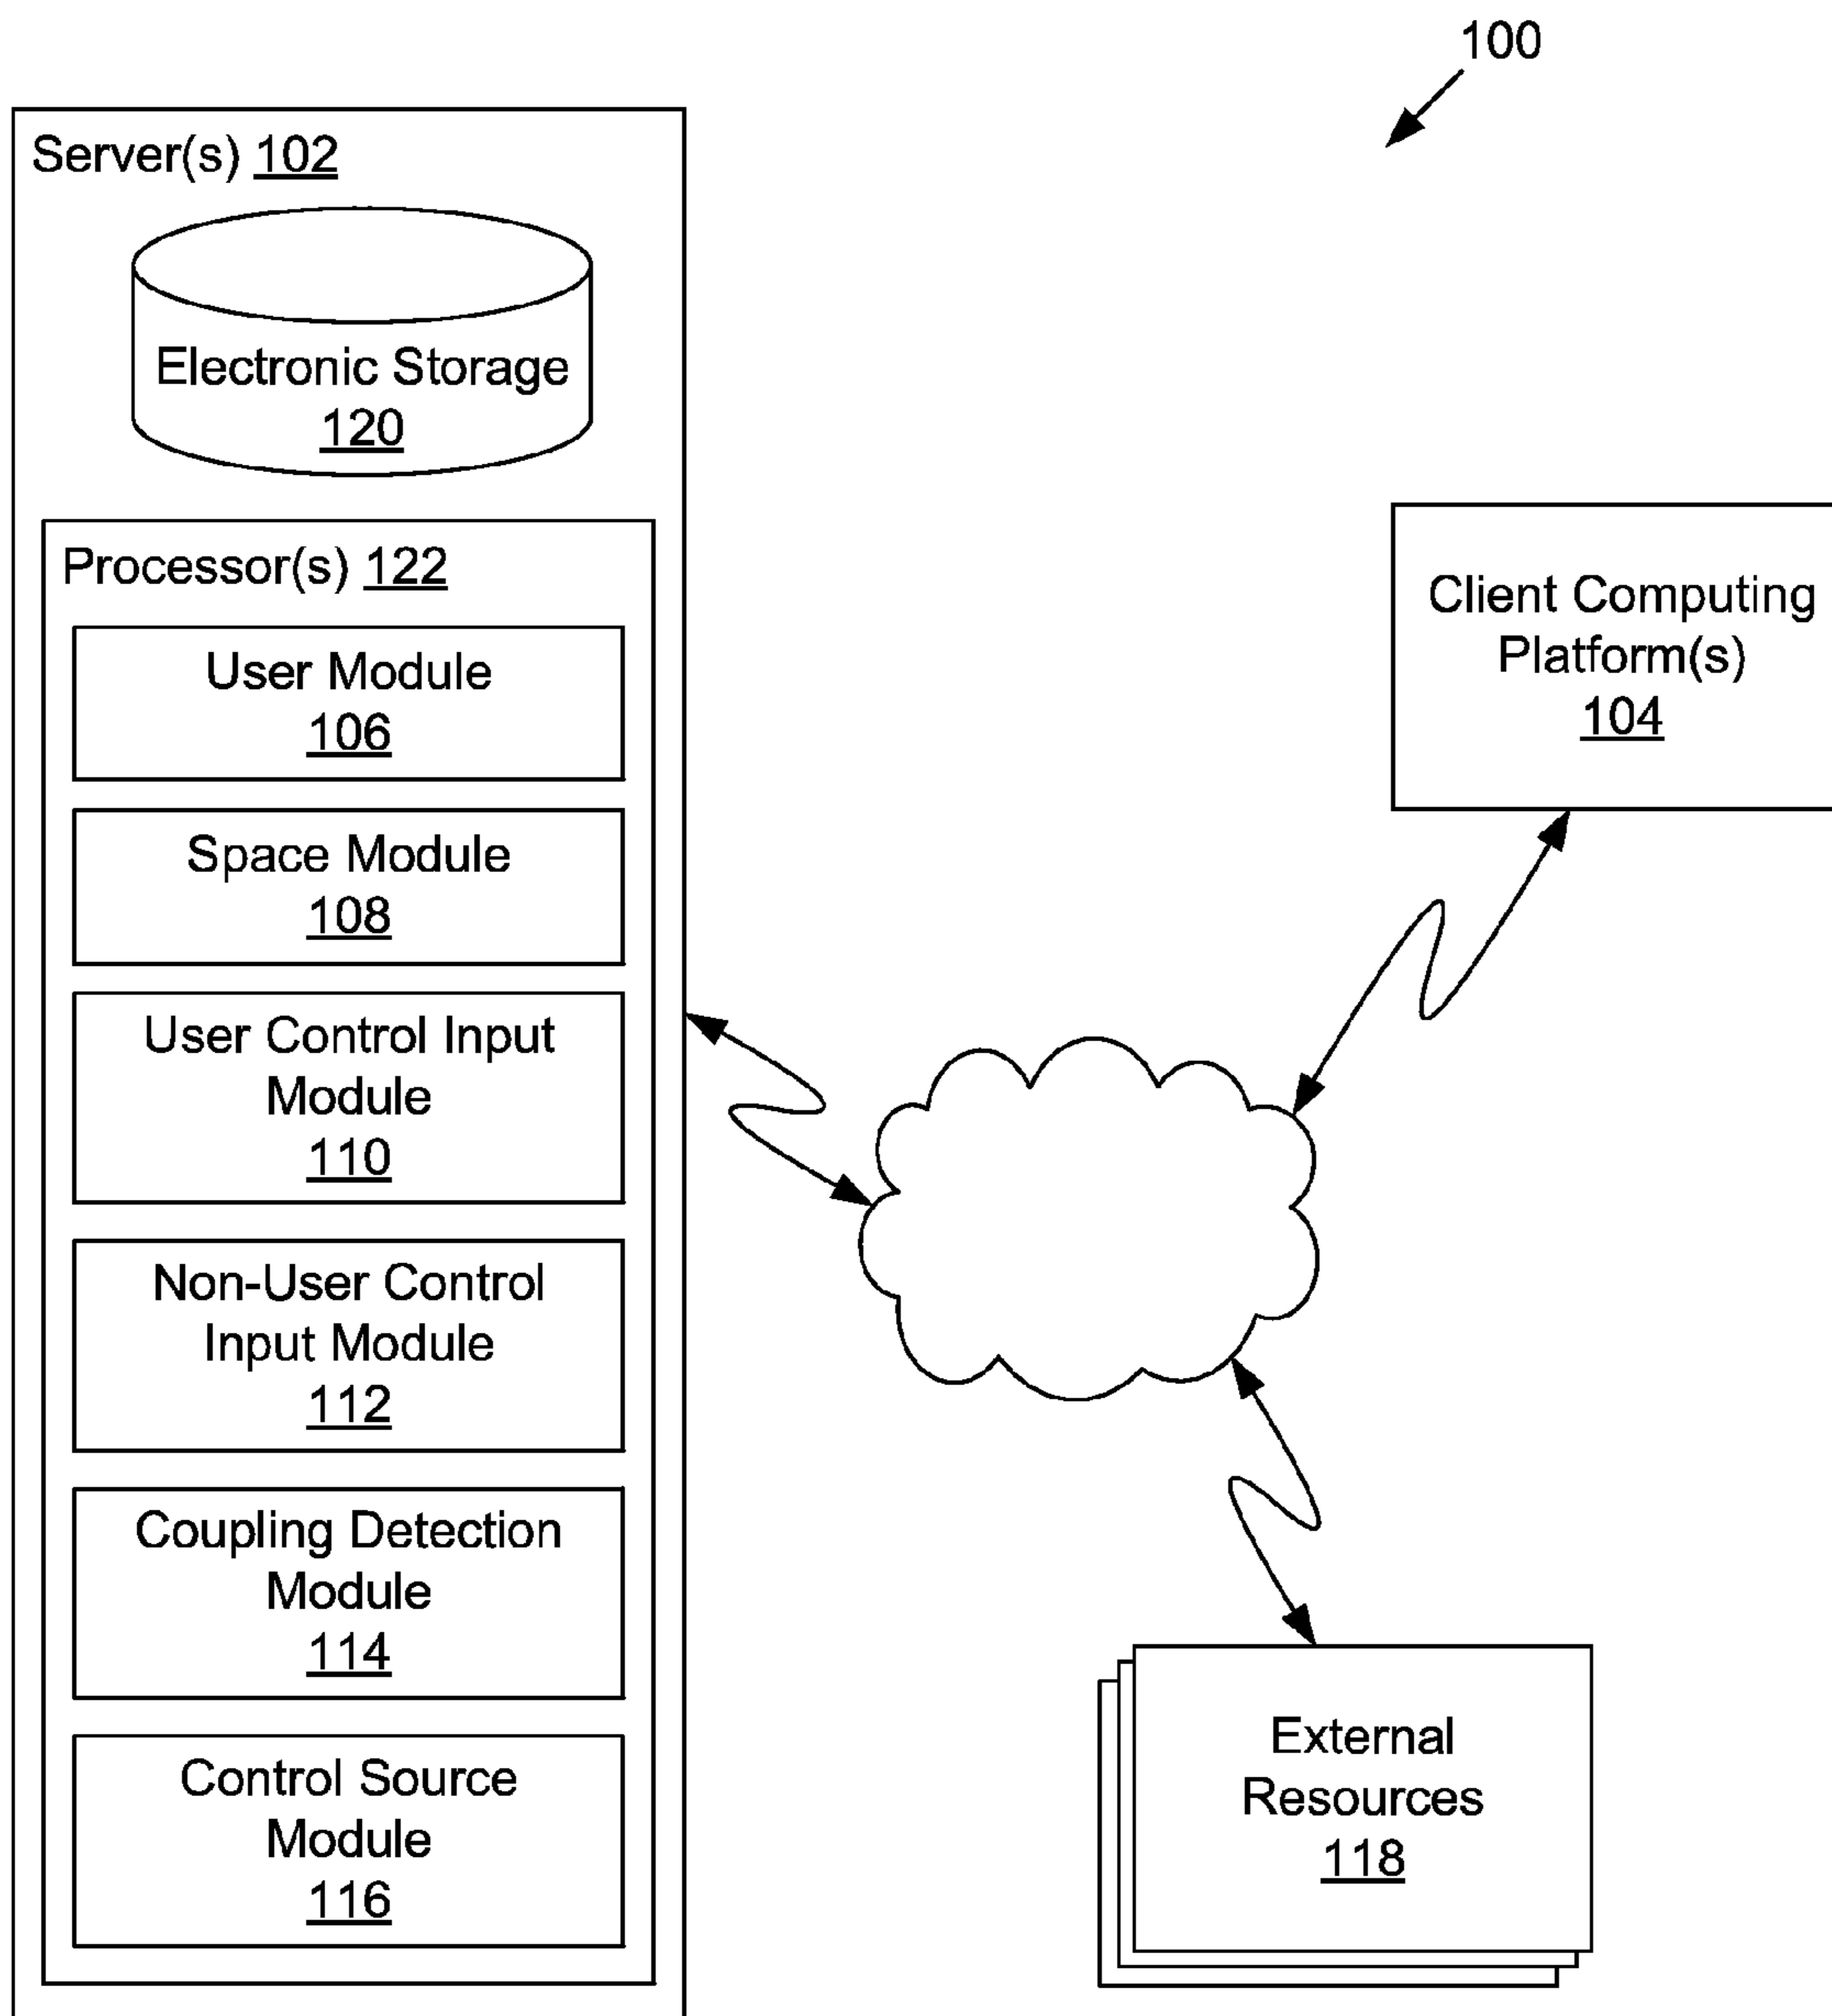 100
Server(s) 102
Electronic Storage
120
Processor(s) 122
User Module
106
Space Module
108
User Control Input
Module
110
Non-User Control
Input Module
112
Coupling Detection
Module
114
Control Source
Module
116
Client Computing
Platform(s)
104
External
Resources
118